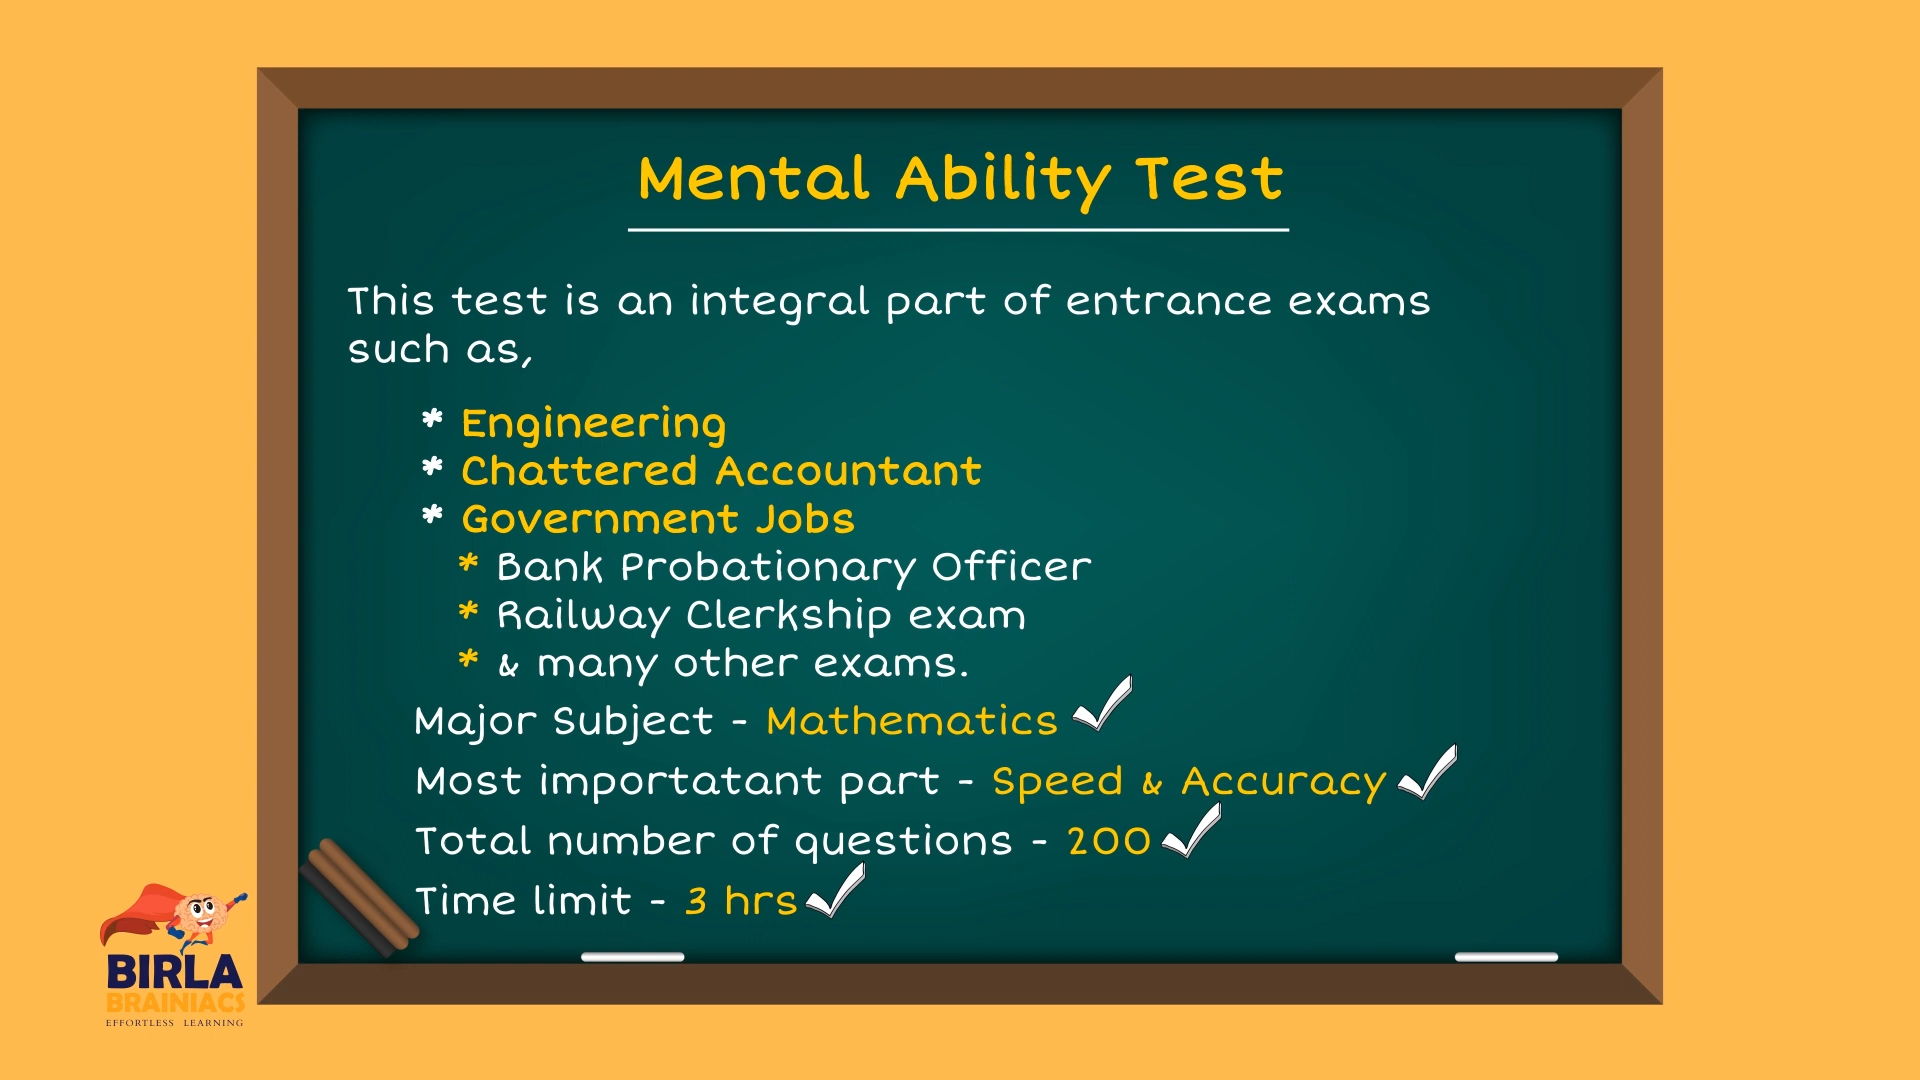 Mental Ability Test
This test is an integral part of entrance exams
such as,
* Engineering
* Chattered Accountant
* Government Jobs
* Bank Probationary Officer
* Railway Clerkship exam
* & many other exams.
Major Subject - Mathematics
Most importatant part - Speed & Accuracy
Total number of questions - 200
Time limit - 3 hrs
BIRLA
BRAINIACS
EFFORTLESS LEARNING